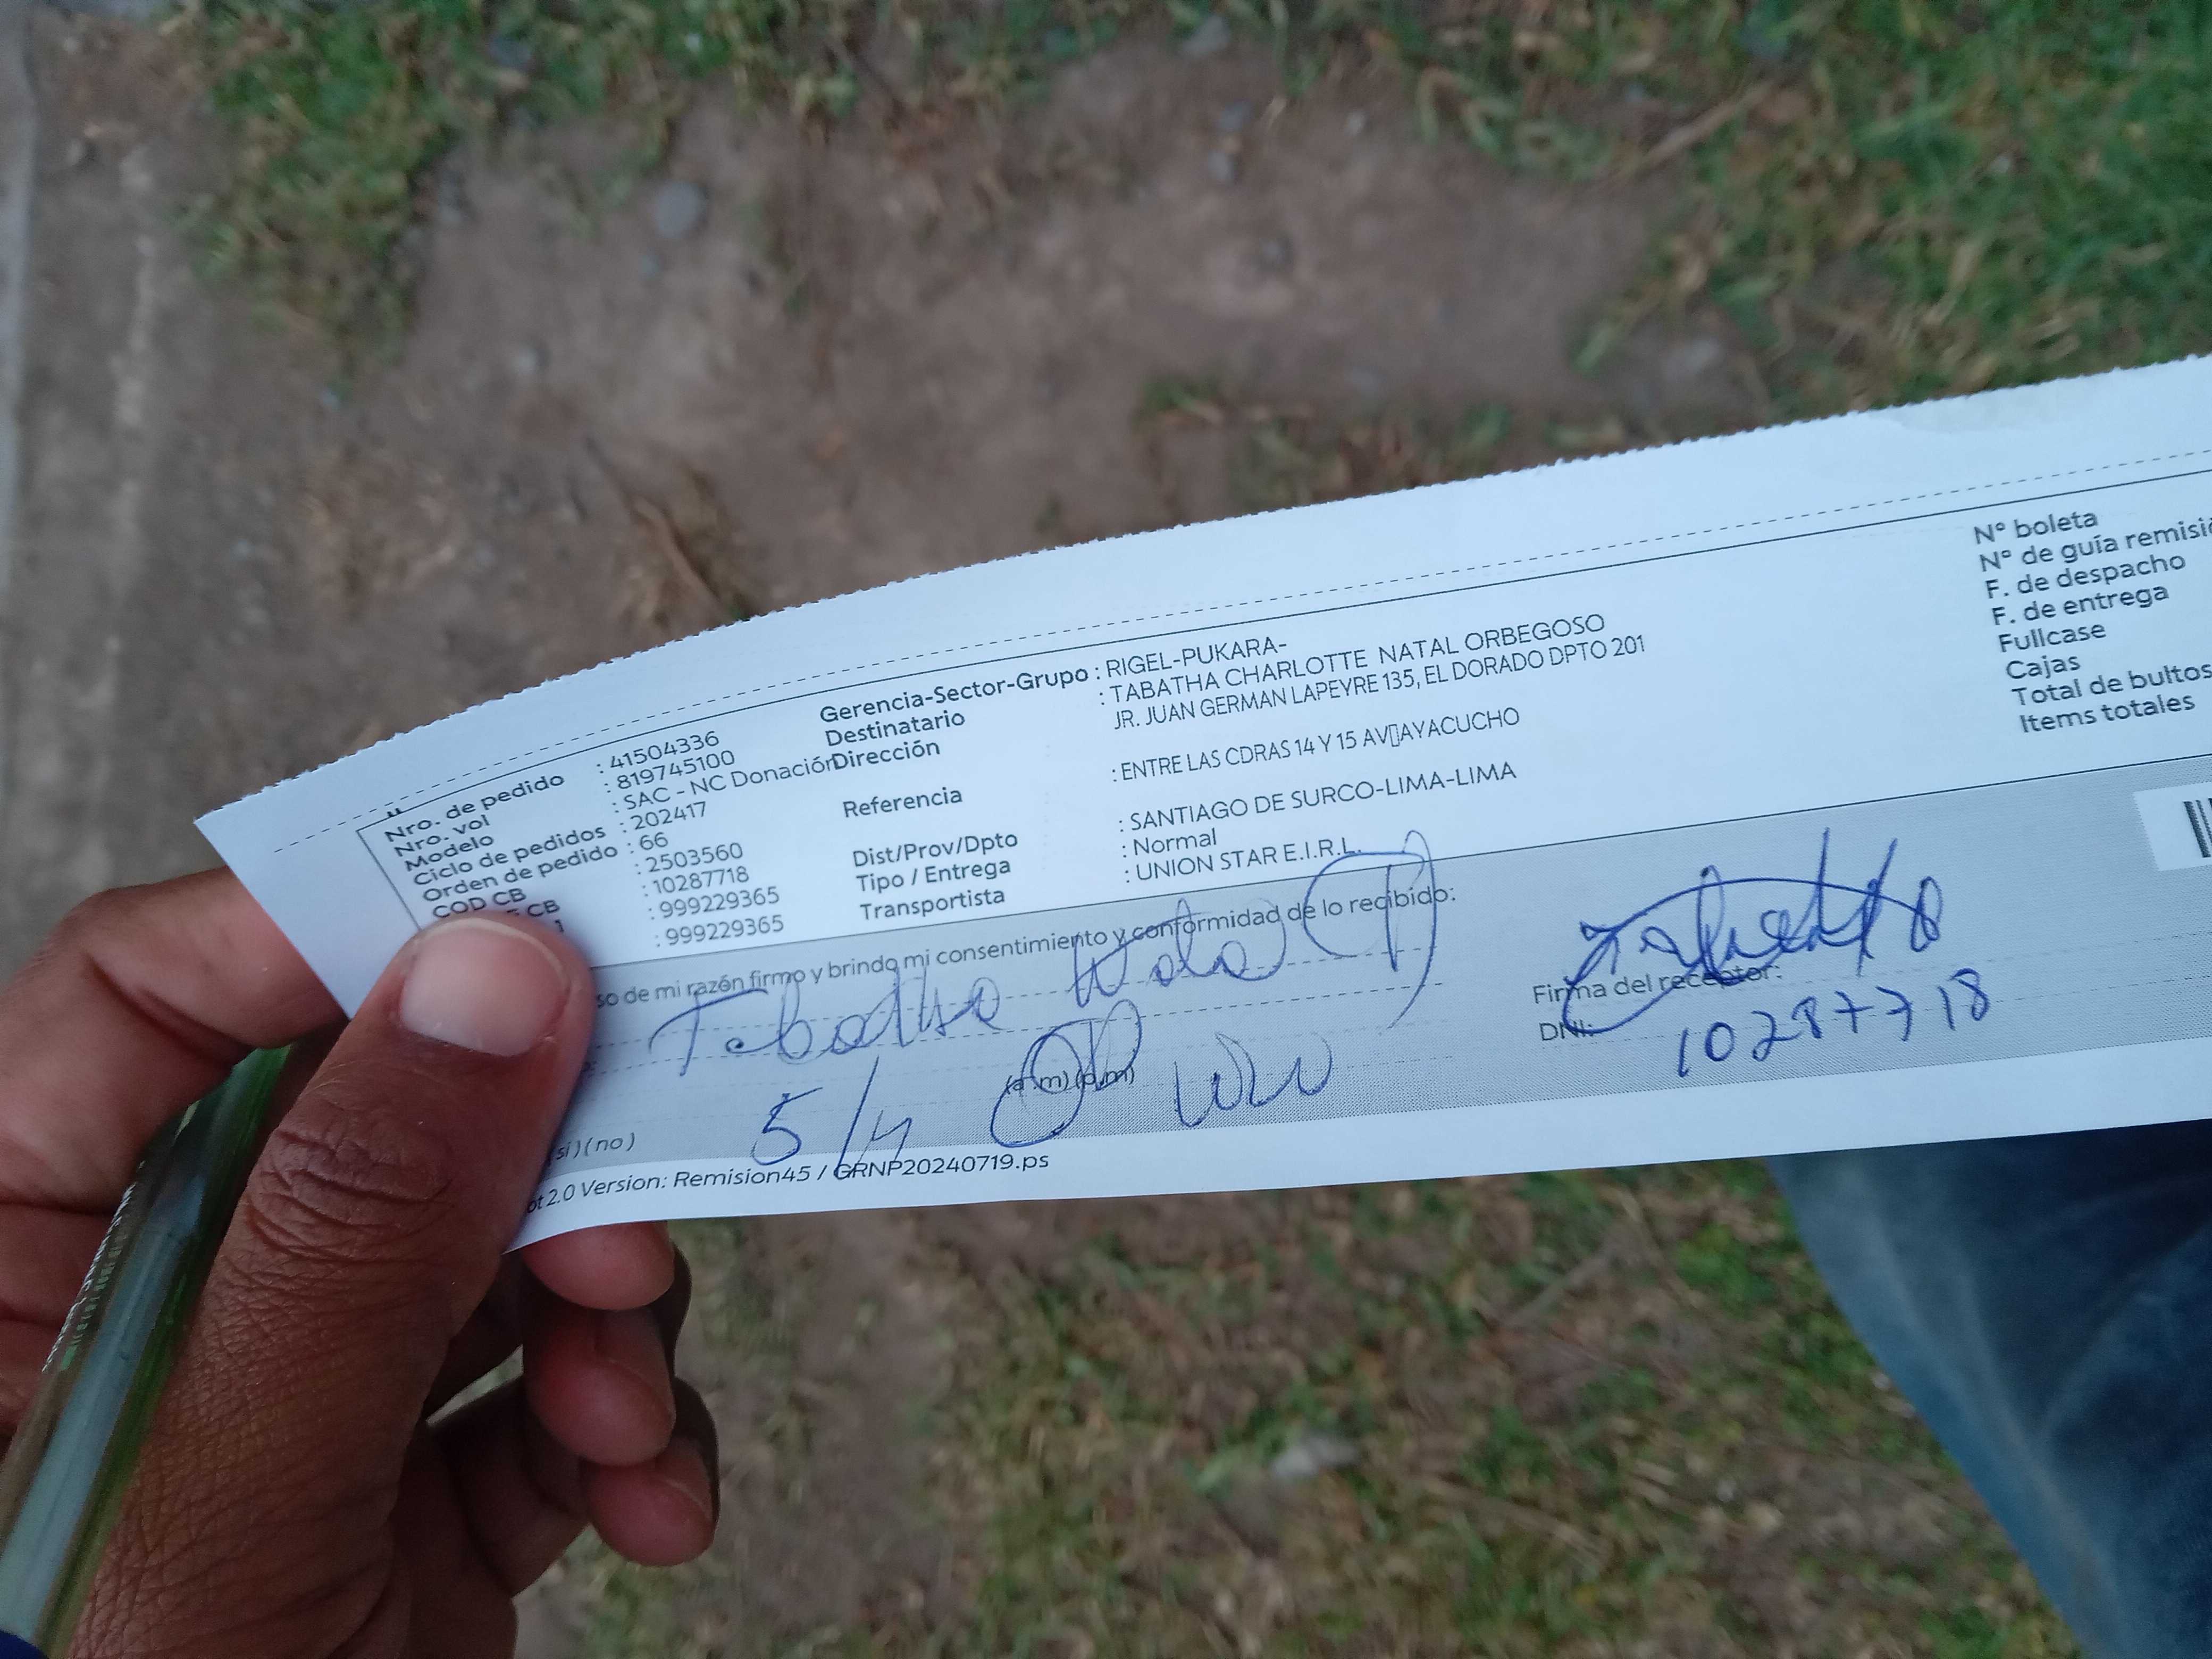 Nro. de pedido : 41504336
Nro. vol : 819745100
Modelo : SAC - NC Donación
Ciclo de pedidos : 202417
Orden de pedido : 66
COD CB : 2503560
CB : 10287718
1 : 999229365
: 999229365
Gerencia-Sector-Grupo : RIGEL-PUKARA-
Destinatario : TABATHA CHARLOTTE NATAL ORBEGOSO
Dirección JR. JUAN GERMAN LAPEYRE 135, EL DORADO DPTO 201
Referencia : ENTRE LAS CDRAS 14 Y 15 AV▯AYACUCHO
Dist/Prov/Dpto : SANTIAGO DE SURCO-LIMA-LIMA
Tipo / Entrega : Normal
Transportista : UNION STAR E.I.R.L.
N° boleta
N° de guía remisió
F. de despacho
F. de entrega
Fullcase
Cajas
Total de bultos
Items totales
so de mi razón firmo y brindo mi consentimiento y conformidad de lo recibido:
(a.m) (p.m)
Firma del receptor:
DNI: 10287718
(si) (no)
ot 2.0 Version: Remision45 / GRNP20240719.ps